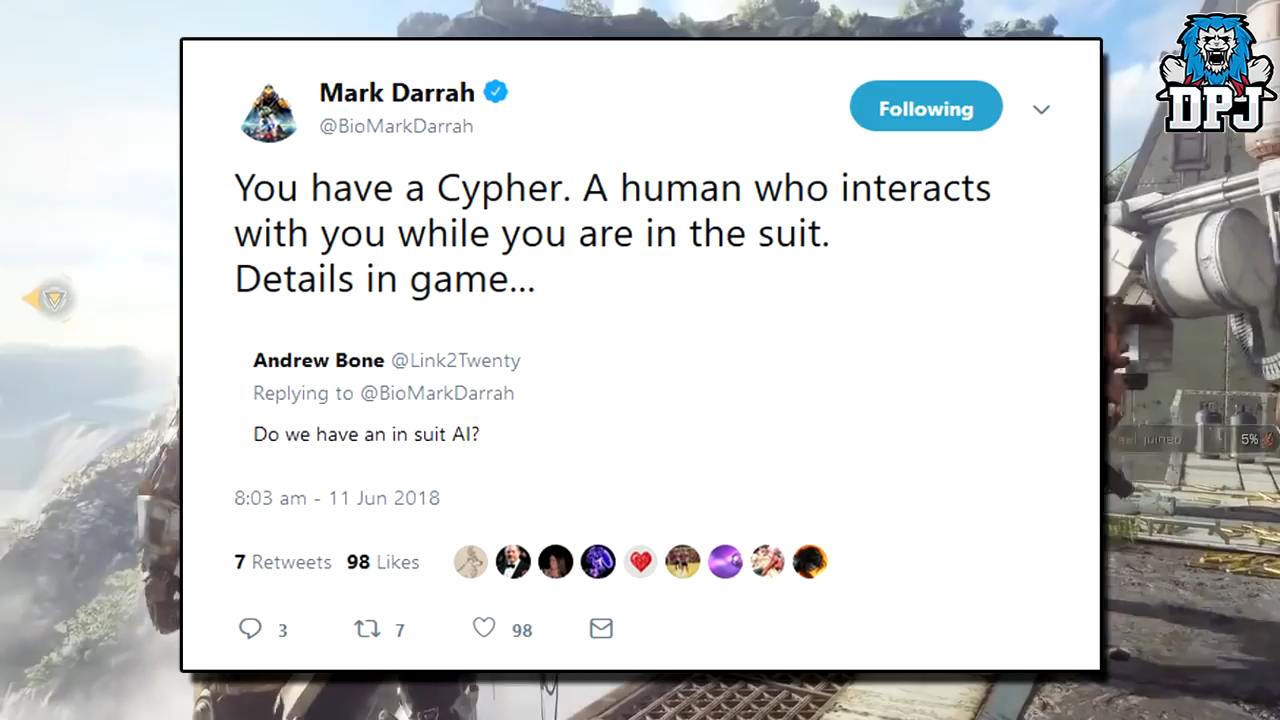 DPJ
Mark Darrah
@BioMarkDarrah
Following
You have a Cypher. A human who interacts
with you while you are in the suit.
Details in game...
Andrew Bone @Link2Twenty
Replying to @BioMarkDarrah
Do we have an in suit AI?
8:03 am - 11 Jun 2018
7 Retweets 98 Likes
3 7 98
joined 5%